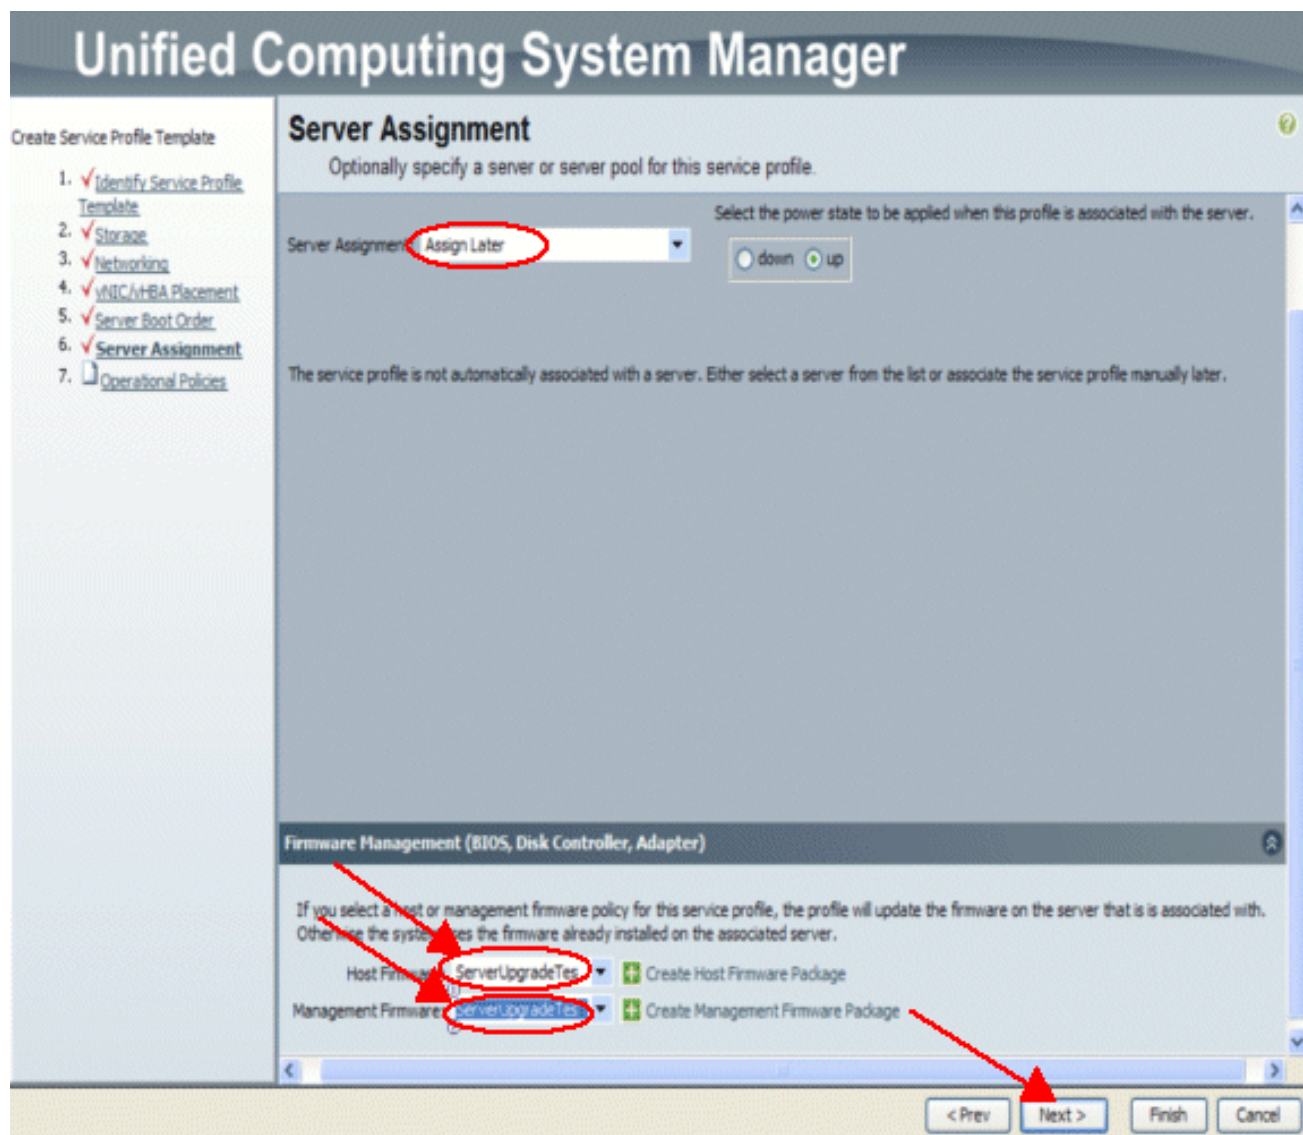 Unified Computing System Manager
Create Service Profile Template
1. Identify Service Profile
Template
2. Storage
3. Networking
4. vNIC/vHBA Placement
5. Server Boot Order
6. Server Assignment
7. Operational Policies
Server Assignment
Optionally specify a server or server pool for this service profile.
Select the power state to be applied when this profile is associated with the server.
Server Assignment: Assign Later
down up
The service profile is not automatically associated with a server. Either select a server from the list or associate the service profile manually later.
Firmware Management (BIOS, Disk Controller, Adapter)
If you select a host or management firmware policy for this service profile, the profile will update the firmware on the server that is is associated with.
Otherwise the system uses the firmware already installed on the associated server.
Host Firmware: ServerUpgradeTes Create Host Firmware Package
Management Firmware: ServerUpgradeTes Create Management Firmware Package
< Prev Next > Finish Cancel